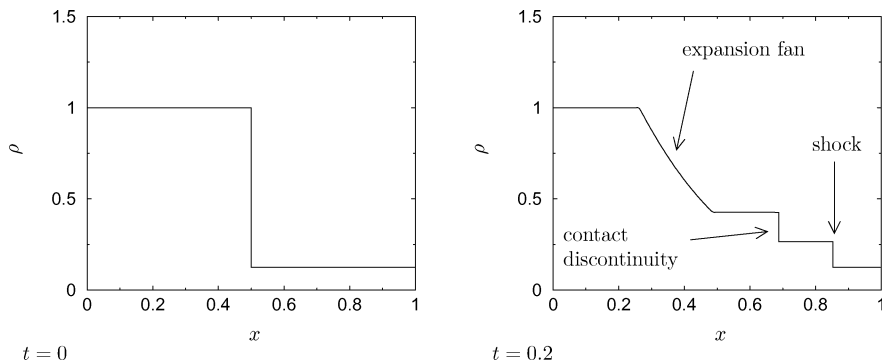 1.5
1
0.5
0
ρ
0 0.2 0.4 0.6 0.8 1
x
t = 0
1.5
1
0.5
0
ρ
expansion fan
shock
contact
discontinuity
0 0.2 0.4 0.6 0.8 1
x
t = 0.2